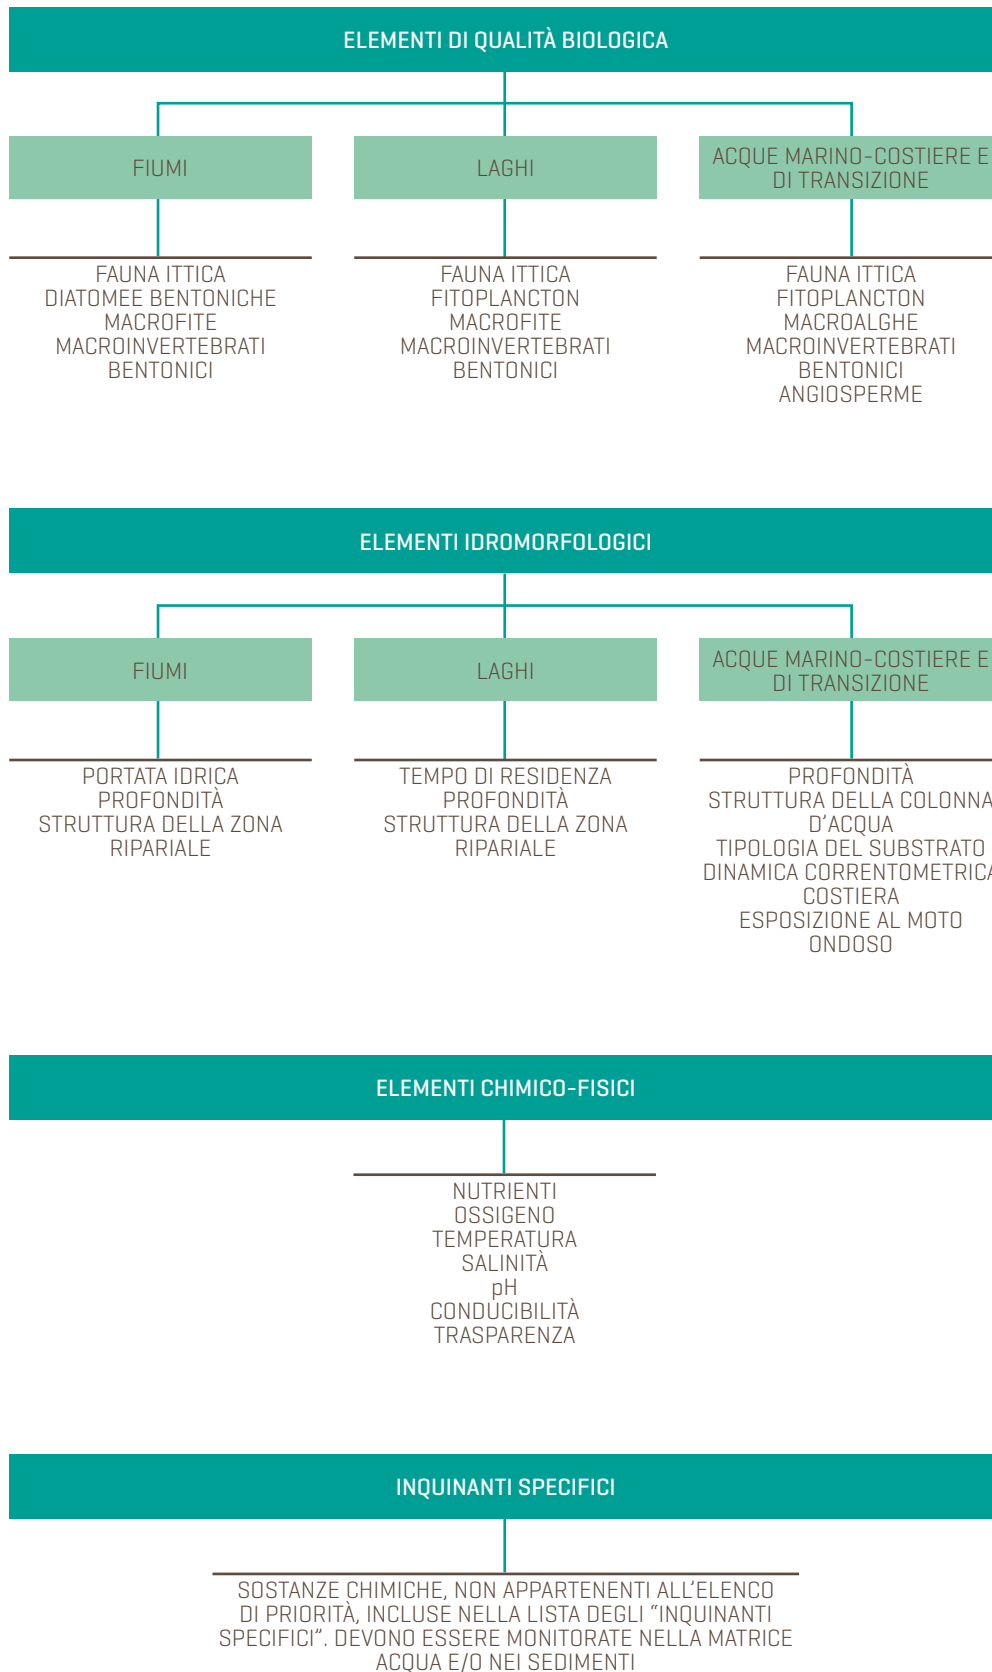 ELEMENTI DI QUALITÀ BIOLOGICA
FIUMI
FAUNA ITTICA
DIATOMEE BENTONICHE
MACROFITE
MACROINVERTEBRATI
BENTONICI
LAGHI
FAUNA ITTICA
FITOPLANCTON
MACROFITE
MACROINVERTEBRATI
BENTONICI
ACQUE MARINO-COSTIERE E
DI TRANSIZIONE
FAUNA ITTICA
FITOPLANCTON
MACROALGHE
MACROINVERTEBRATI
BENTONICI
ANGIOSPERME
ELEMENTI IDROMORFOLOGICI
FIUMI
PORTATA IDRICA
PROFONDITÀ
STRUTTURA DELLA ZONA
RIPARIALE
LAGHI
TEMPO DI RESIDENZA
PROFONDITÀ
STRUTTURA DELLA ZONA
RIPARIALE
ACQUE MARINO-COSTIERE E
DI TRANSIZIONE
PROFONDITÀ
STRUTTURA DELLA COLONNA
D'ACQUA
TIPOLOGIA DEL SUBSTRATO
DINAMICA CORRENTOMETRICA
COSTIERA
ESPOSIZIONE AL MOTO
ONDOSO
ELEMENTI CHIMICO-FISICI
NUTRIENTI
OSSIGENO
TEMPERATURA
SALINITÀ
pH
CONDUCIBILITÀ
TRASPARENZA
INQUINANTI SPECIFICI
SOSTANZE CHIMICHE, NON APPARTENENTI ALL'ELENCO
DI PRIORITÀ, INCLUSE NELLA LISTA DEGLI “INQUINANTI
SPECIFICI”. DEVONO ESSERE MONITORATE NELLA MATRICE
ACQUA E/O NEI SEDIMENTI